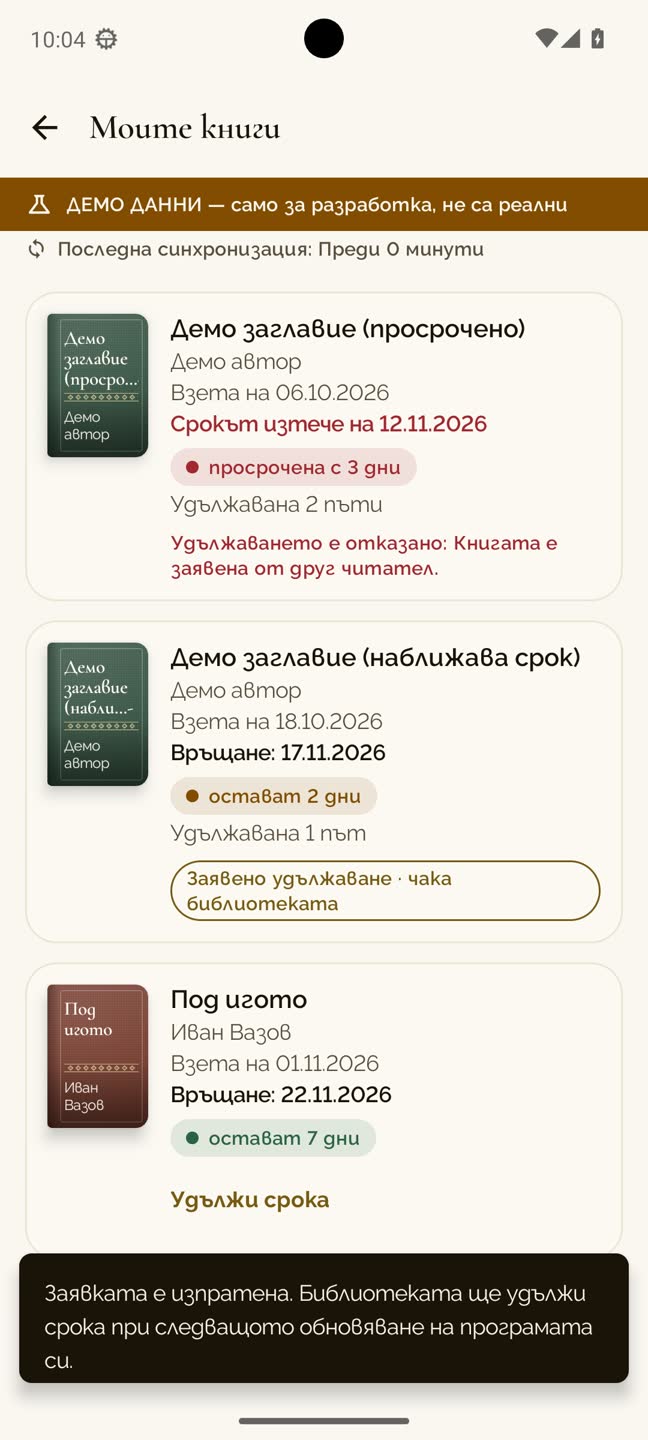 10:04
Моите книги
ДЕМО ДАННИ — само за разработка, не са реални
Последна синхронизация: Преди 0 минути
Демо
заглавие
(просро...
Демо
автор
Демо заглавие (просрочено)
Демо автор
Взета на 06.10.2026
Срокът изтече на 12.11.2026
просрочена с 3 дни
Удължавана 2 пъти
Удължаването е отказано: Книгата е
заявена от друг читател.
Демо
заглавие
(набли...-
Демо
автор
Демо заглавие (наближава срок)
Демо автор
Взета на 18.10.2026
Връщане: 17.11.2026
остават 2 дни
Удължавана 1 път
Заявено удължаване · чака
библиотеката
Под
игото
Иван
Вазов
Под игото
Иван Вазов
Взета на 01.11.2026
Връщане: 22.11.2026
остават 7 дни
Удължи срока
Заявката е изпратена. Библиотеката ще удължи
срока при следващото обновяване на програмата
си.